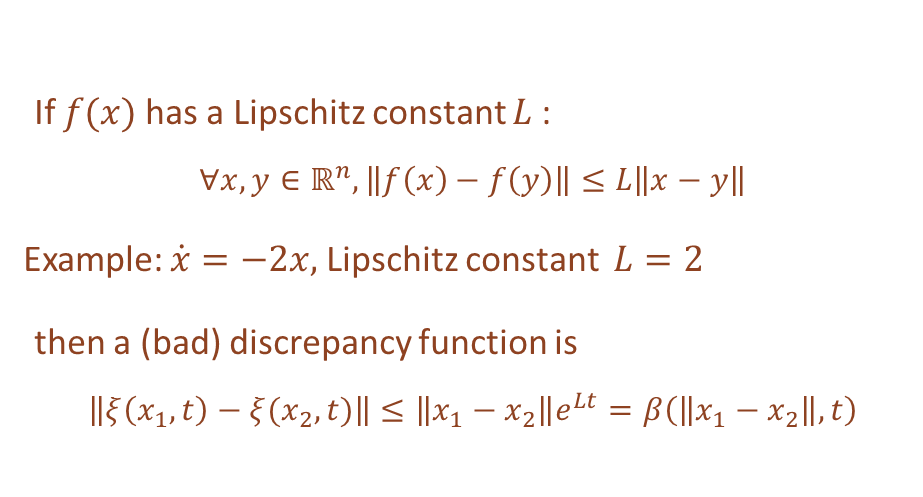 If 𝑓(𝑥) has a Lipschitz constant 𝐿 :
∀𝑥, 𝑦 ∈ ℝⁿ, ‖𝑓(𝑥) − 𝑓(𝑦)‖ ≤ 𝐿‖𝑥 − 𝑦‖
Example: 𝑥̇ = −2𝑥, Lipschitz constant 𝐿 = 2
then a (bad) discrepancy function is
‖𝜉(𝑥₁, 𝑡) − 𝜉(𝑥₂, 𝑡)‖ ≤ ‖𝑥₁ − 𝑥₂‖𝑒^{𝐿𝑡} = 𝛽(‖𝑥₁ − 𝑥₂‖, 𝑡)